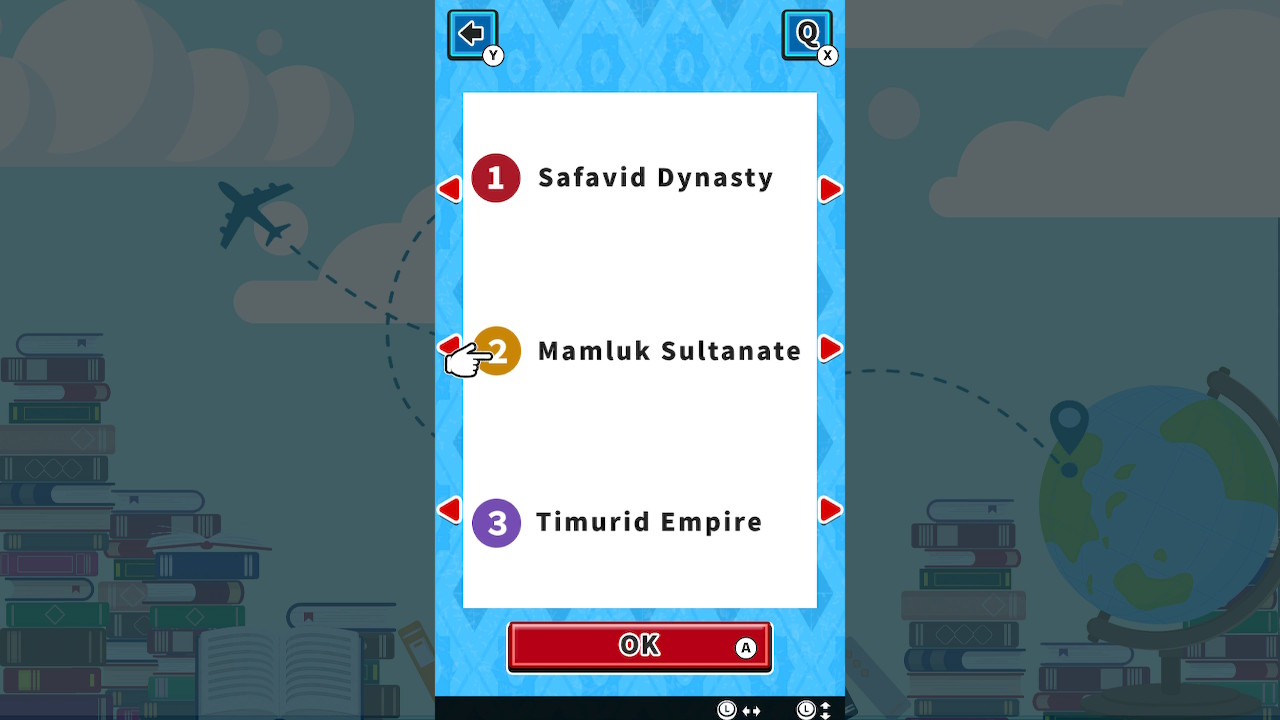 Y
Q
X
1 Safavid Dynasty
2 Mamluk Sultanate
3 Timurid Empire
OK A
L L